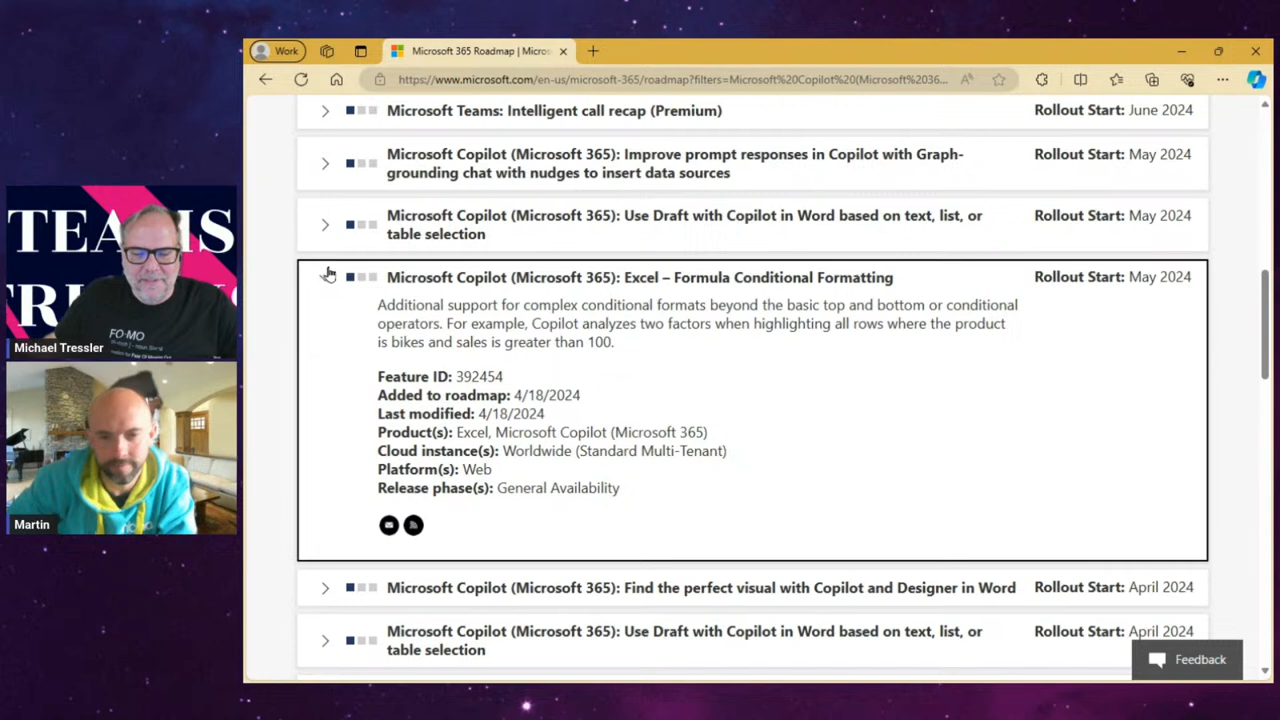 Work
Microsoft 365 Roadmap | Micros
https://www.microsoft.com/en-us/microsoft-365/roadmap?filters=Microsoft%20Copilot%20(Microsoft%2036...
Microsoft Teams: Intelligent call recap (Premium)
Rollout Start: June 2024
Microsoft Copilot (Microsoft 365): Improve prompt responses in Copilot with Graph-
grounding chat with nudges to insert data sources
Rollout Start: May 2024
Microsoft Copilot (Microsoft 365): Use Draft with Copilot in Word based on text, list, or
table selection
Rollout Start: May 2024
Microsoft Copilot (Microsoft 365): Excel – Formula Conditional Formatting
Rollout Start: May 2024
Additional support for complex conditional formats beyond the basic top and bottom or conditional
operators. For example, Copilot analyzes two factors when highlighting all rows where the product
is bikes and sales is greater than 100.
Feature ID: 392454
Added to roadmap: 4/18/2024
Last modified: 4/18/2024
Product(s): Excel, Microsoft Copilot (Microsoft 365)
Cloud instance(s): Worldwide (Standard Multi-Tenant)
Platform(s): Web
Release phase(s): General Availability
Microsoft Copilot (Microsoft 365): Find the perfect visual with Copilot and Designer in Word
Rollout Start: April 2024
Microsoft Copilot (Microsoft 365): Use Draft with Copilot in Word based on text, list, or
table selection
Rollout Start: April 2024
Feedback
FO·MO
Michael Tressler
Martin